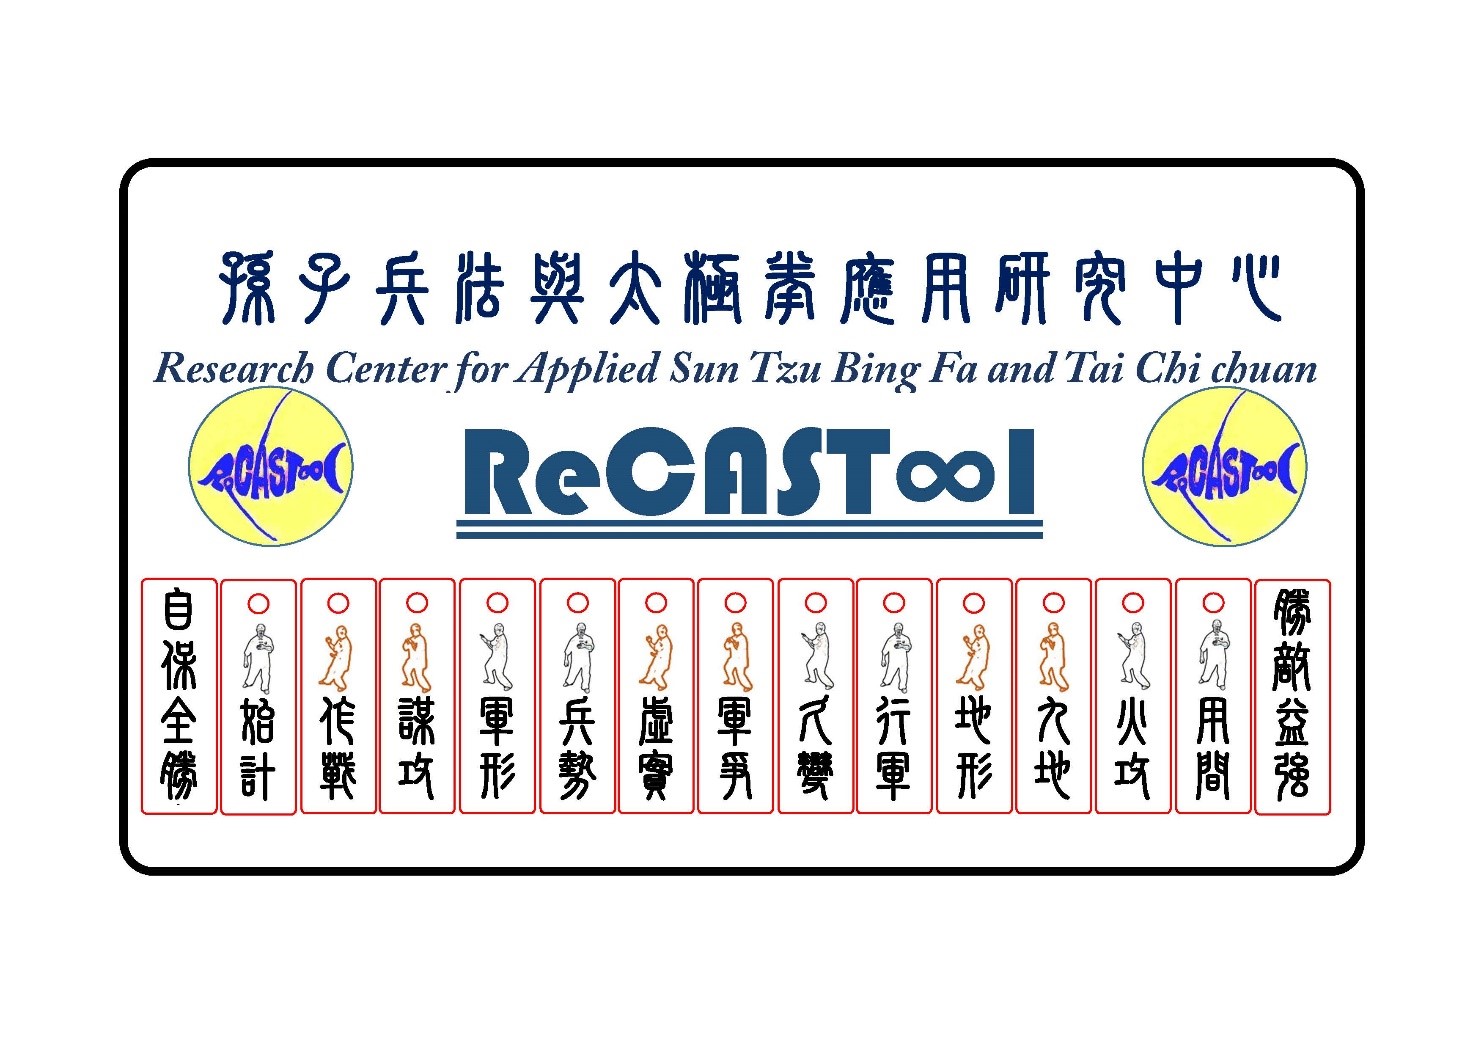 孫子兵法與太極拳應用研究中心
Research Center for Applied Sun Tzu Bing Fa and Tai Chi chuan
ReCASTool
ReCASTool
ReCASTool
自保全勝
始計
作戰
謀攻
軍形
兵勢
虛實
軍爭
八變
行軍
地形
九地
火攻
用間
勝敵益強